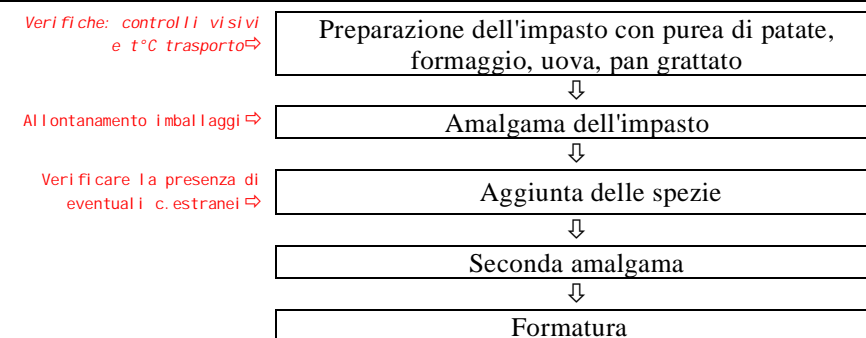 Verifiche: controlli visivi
e t°C trasporto⇨
Preparazione dell'impasto con purea di patate,
formaggio, uova, pan grattato
⇩
Allontanamento imballaggi⇨
Amalgama dell'impasto
⇩
Verificare la presenza di
eventuali c.estranei⇨
Aggiunta delle spezie
⇩
Seconda amalgama
⇩
Formatura